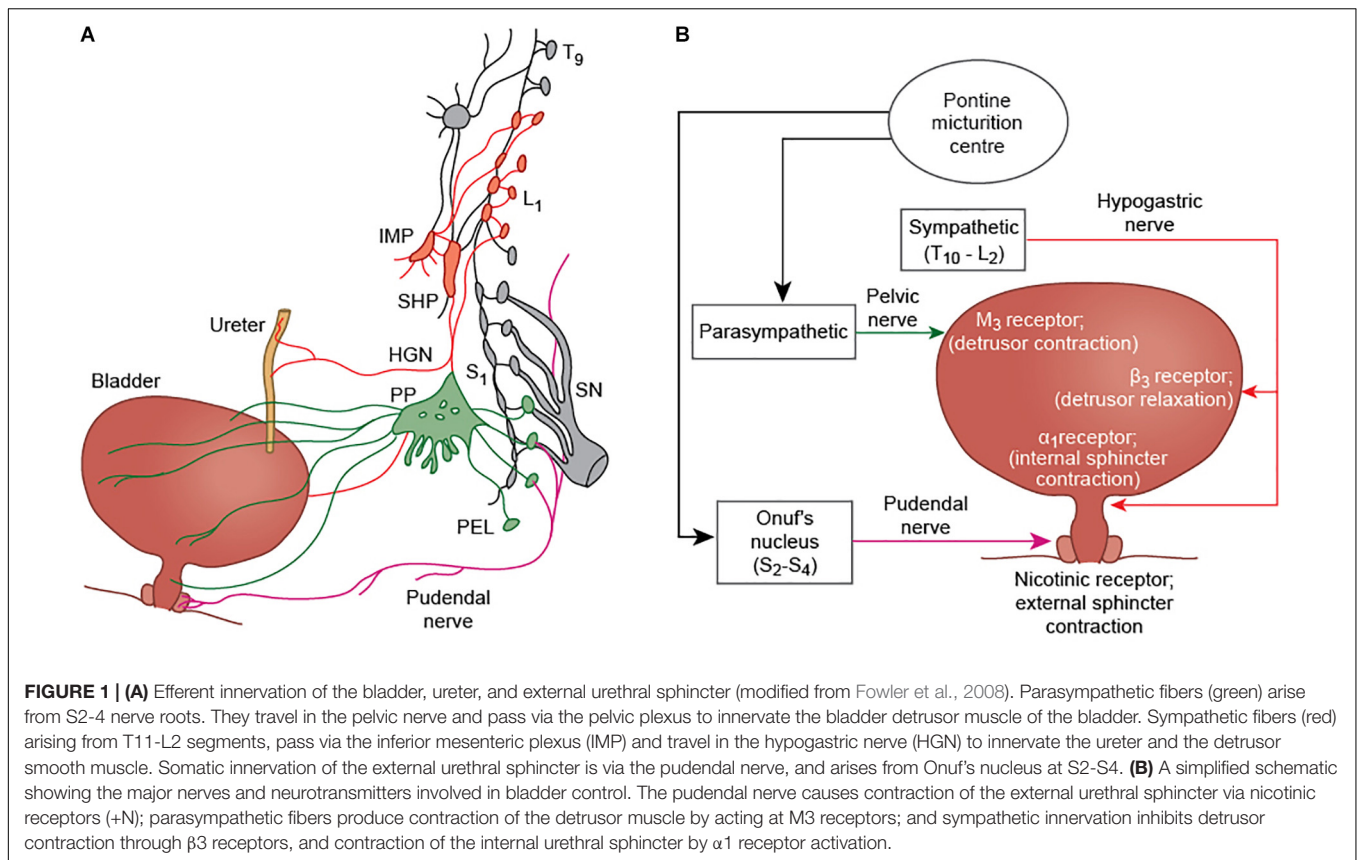 A
T9
L1
IMP
SHP
Ureter
HGN
S1
SN
Bladder
PP
PEL
Pudendal
nerve
B
Pontine
micturition
centre
Hypogastric
nerve
Sympathetic
(T10 - L2)
Pelvic
nerve
Parasympathetic
M3 receptor;
(detrusor contraction)
β3 receptor;
(detrusor relaxation)
α1receptor;
(internal sphincter
contraction)
Onuf's
nucleus
(S2-S4)
Pudendal
nerve
Nicotinic receptor;
external sphincter
contraction
FIGURE 1 | (A) Efferent innervation of the bladder, ureter, and external urethral sphincter (modified from Fowler et al., 2008). Parasympathetic fibers (green) arise
from S2-4 nerve roots. They travel in the pelvic nerve and pass via the pelvic plexus to innervate the bladder detrusor muscle of the bladder. Sympathetic fibers (red)
arising from T11-L2 segments, pass via the inferior mesenteric plexus (IMP) and travel in the hypogastric nerve (HGN) to innervate the ureter and the detrusor
smooth muscle. Somatic innervation of the external urethral sphincter is via the pudendal nerve, and arises from Onuf's nucleus at S2-S4. (B) A simplified schematic
showing the major nerves and neurotransmitters involved in bladder control. The pudendal nerve causes contraction of the external urethral sphincter via nicotinic
receptors (+N); parasympathetic fibers produce contraction of the detrusor muscle by acting at M3 receptors; and sympathetic innervation inhibits detrusor
contraction through β3 receptors, and contraction of the internal urethral sphincter by α1 receptor activation.